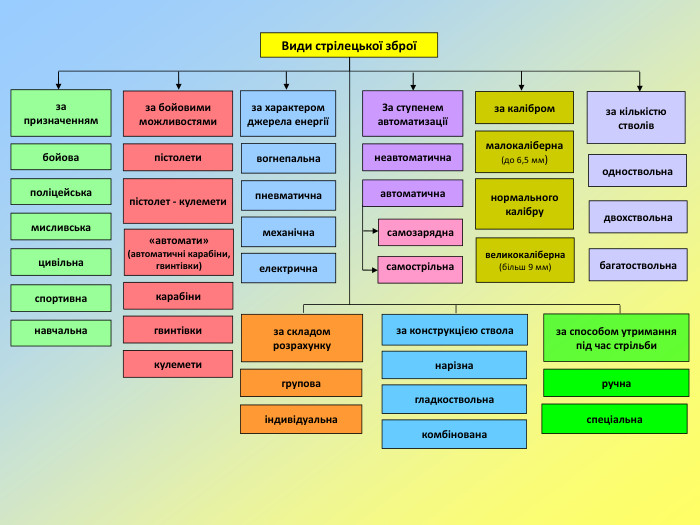 Види стрілецької зброї
за
призначенням
бойова
поліцейська
мисливська
цивільна
спортивна
навчальна
за бойовими
можливостями
пістолети
пістолет - кулемети
«автомати»
(автоматичні карабіни,
гвинтівки)
карабіни
гвинтівки
кулемети
за характером
джерела енергії
вогнепальна
пневматична
механічна
електрична
За ступенем
автоматизації
неавтоматична
автоматична
самозарядна
самострільна
за калібром
малокаліберна
(до 6,5 мм)
нормального
калібру
великокаліберна
(більш 9 мм)
за кількістю
стволів
одноствольна
двохствольна
багатоствольна
за складом
розрахунку
групова
індивідуальна
за конструкцією ствола
нарізна
гладкоствольна
комбінована
за способом утримання
під час стрільби
ручна
спеціальна